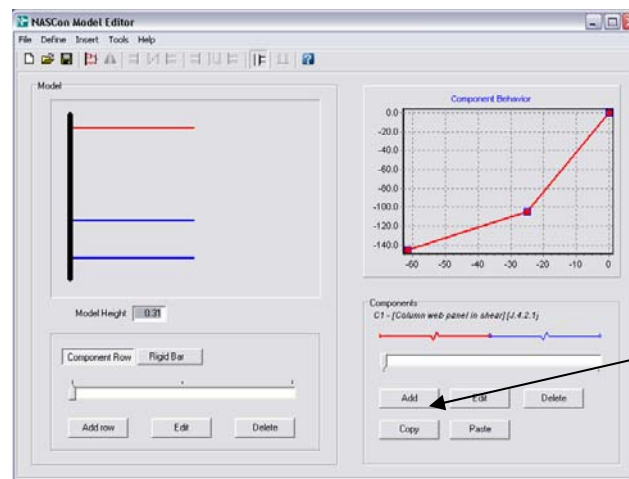 NASCon Model Editor
File Define Insert Tools Help
Model
Model Height 0.31
Component Row Rigid Bar
Add row Edit Delete
Component Behavior
0.0
-20.0
-40.0
-60.0
-80.0
-100.0
-120.0
-140.0
-60 -50 -40 -30 -20 -10 0
Components
C1 - [Column web panel in shear] [J.4.2.1]
Add Edit Delete
Copy Paste